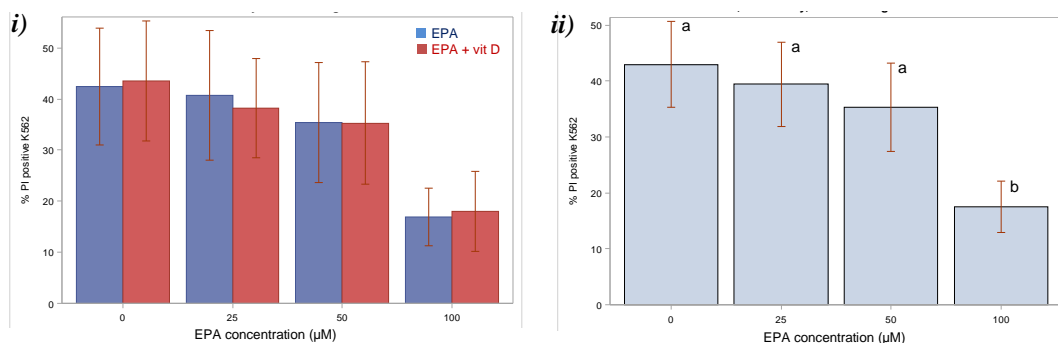 i)
EPA
EPA + vit D
50
40
30
20
10
0
% PI positive K562
0 25 50 100
EPA concentration (µM)
ii)
a
a
a
b
50
40
30
20
10
0
% PI positive K562
0 25 50 100
EPA concentration (µM)